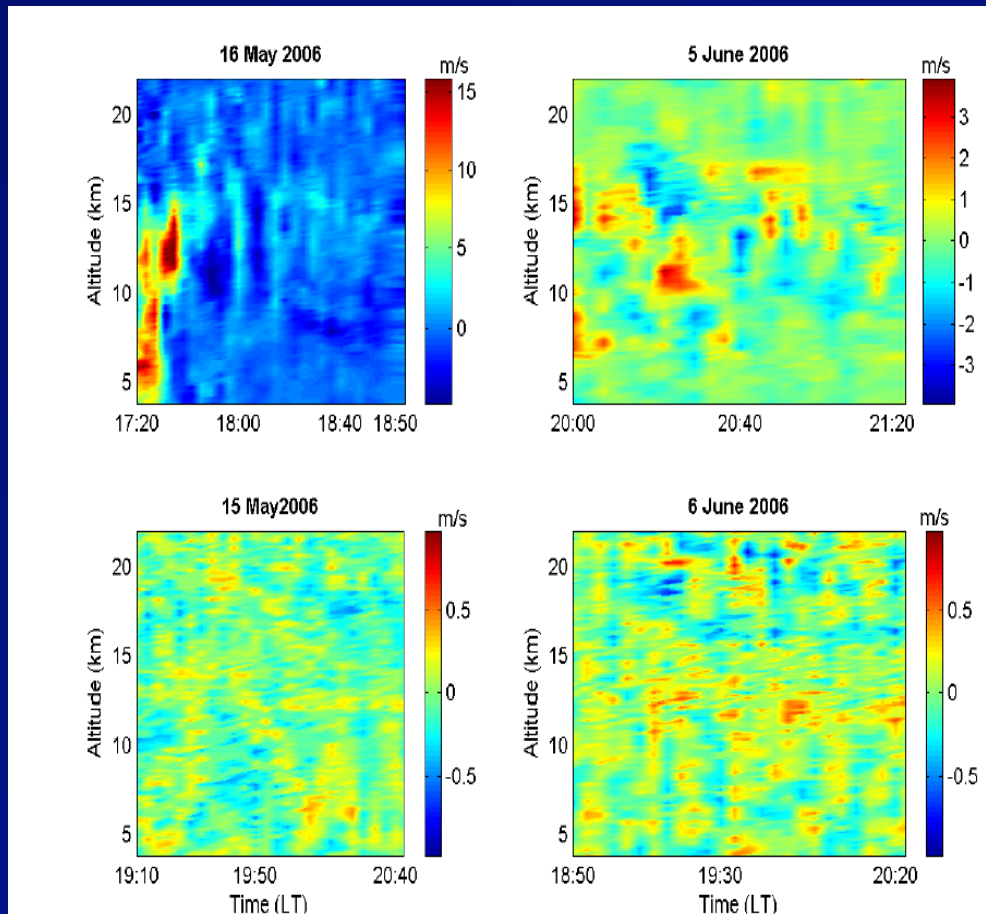 16 May 2006
m/s
Altitude (km)
20
15
10
5
17:20 18:00 18:40 18:50
15
10
5
0
5 June 2006
m/s
Altitude (km)
20
15
10
5
20:00 20:40 21:20
3
2
1
0
-1
-2
-3
15 May2006
m/s
Altitude (km)
20
15
10
5
19:10 19:50 20:40
Time (LT)
0.5
0
-0.5
6 June 2006
m/s
Altitude (km)
20
15
10
5
18:50 19:30 20:20
Time (LT)
0.5
0
-0.5